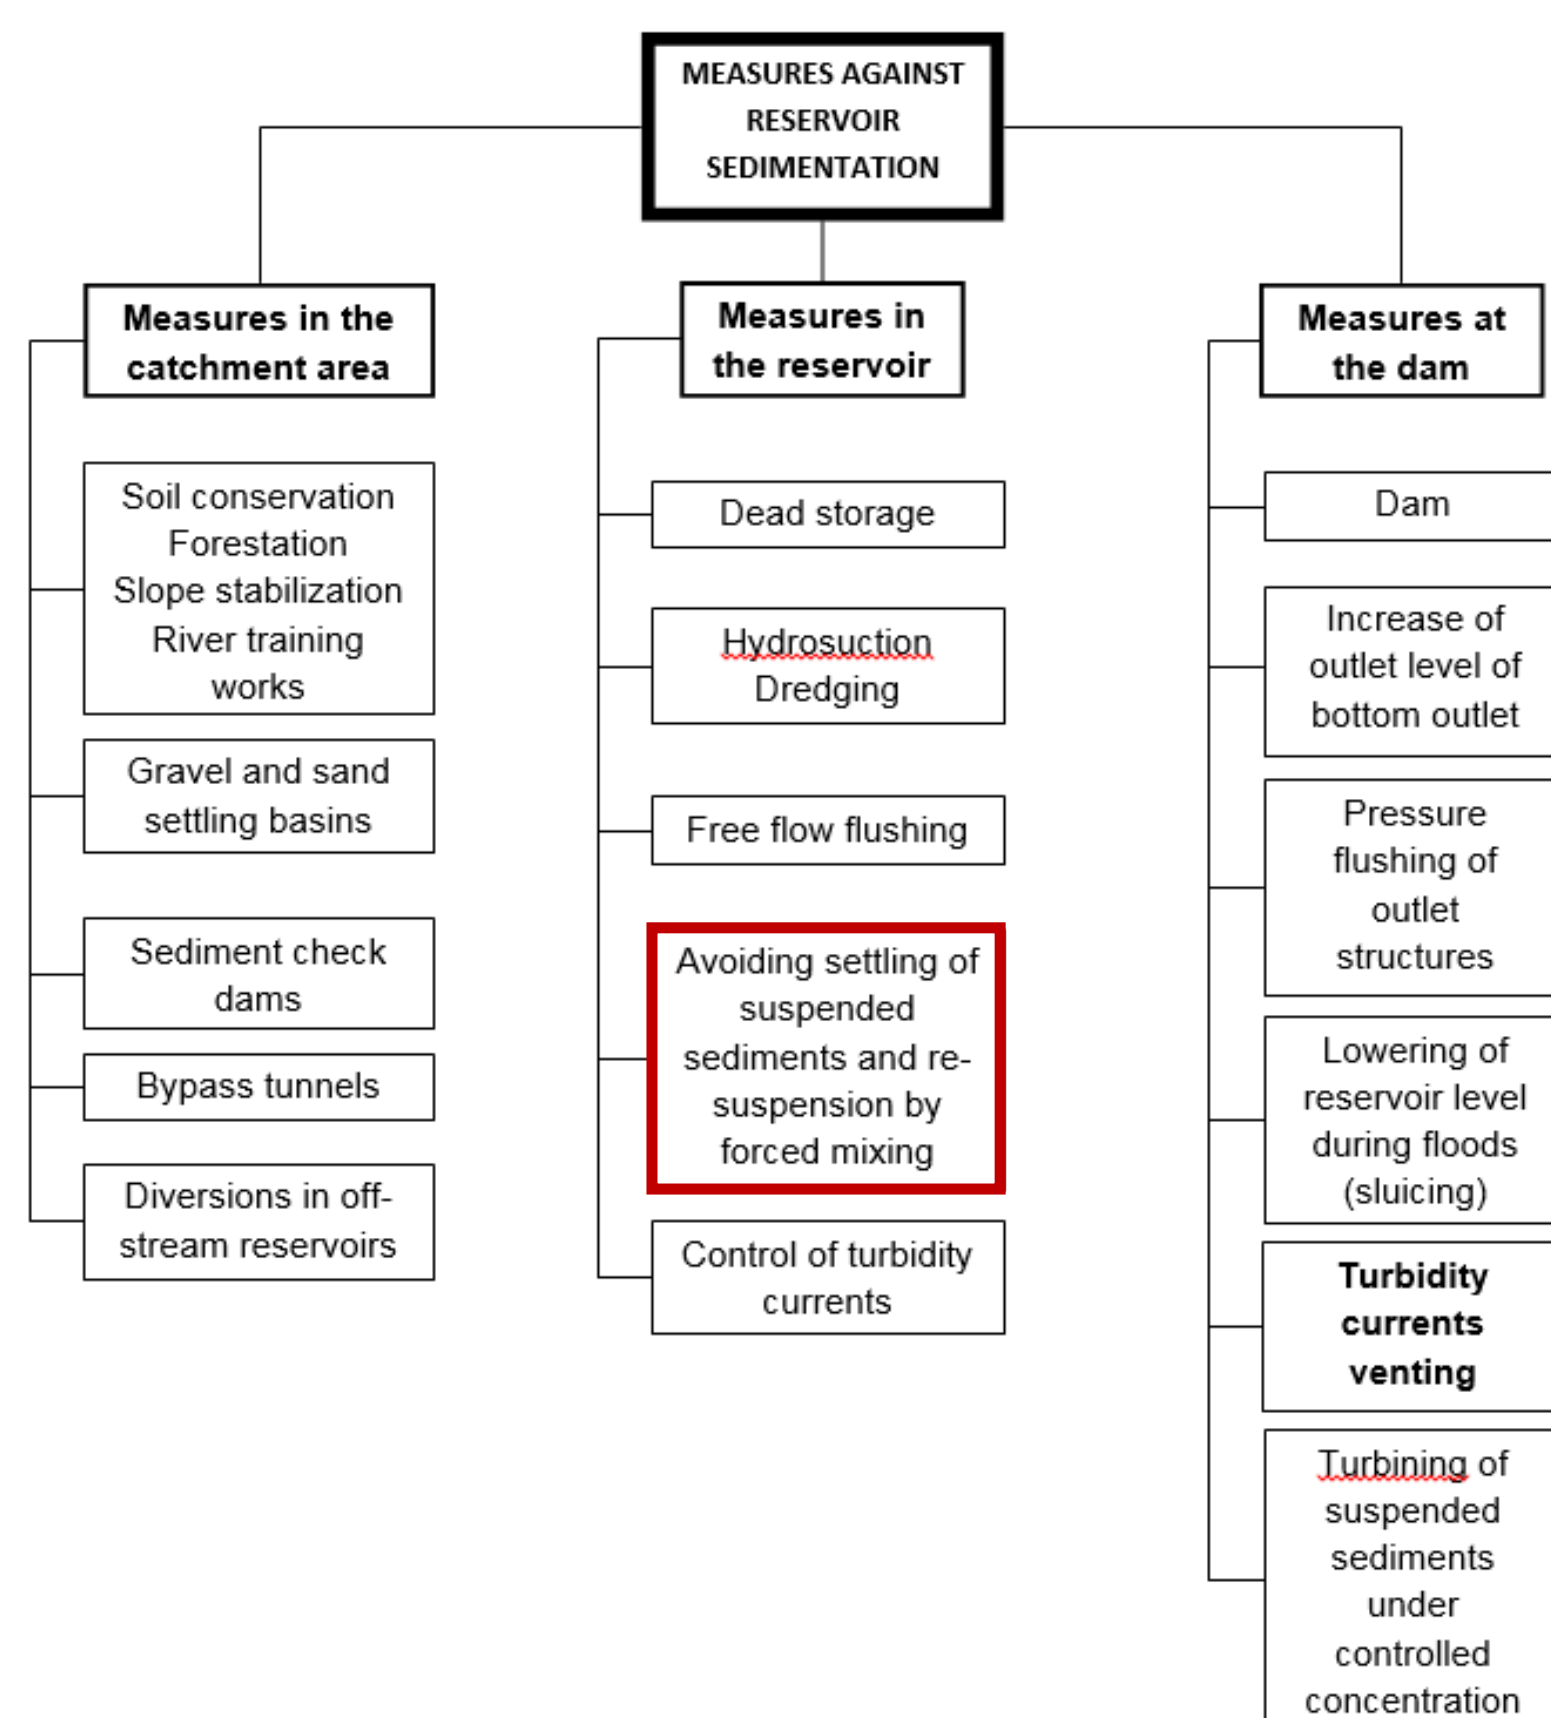 MEASURES AGAINST
RESERVOIR
SEDIMENTATION
Measures in the
catchment area
Soil conservation
Forestation
Slope stabilization
River training
works
Gravel and sand
settling basins
Sediment check
dams
Bypass tunnels
Diversions in off-
stream reservoirs
Measures in
the reservoir
Dead storage
Hydrosuction
Dredging
Free flow flushing
Avoiding settling of
suspended
sediments and re-
suspension by
forced mixing
Control of turbidity
currents
Measures at
the dam
Dam
Increase of
outlet level of
bottom outlet
Pressure
flushing of
outlet
structures
Lowering of
reservoir level
during floods
(sluicing)
Turbidity
currents
venting
Turbining of
suspended
sediments
under
controlled
concentration